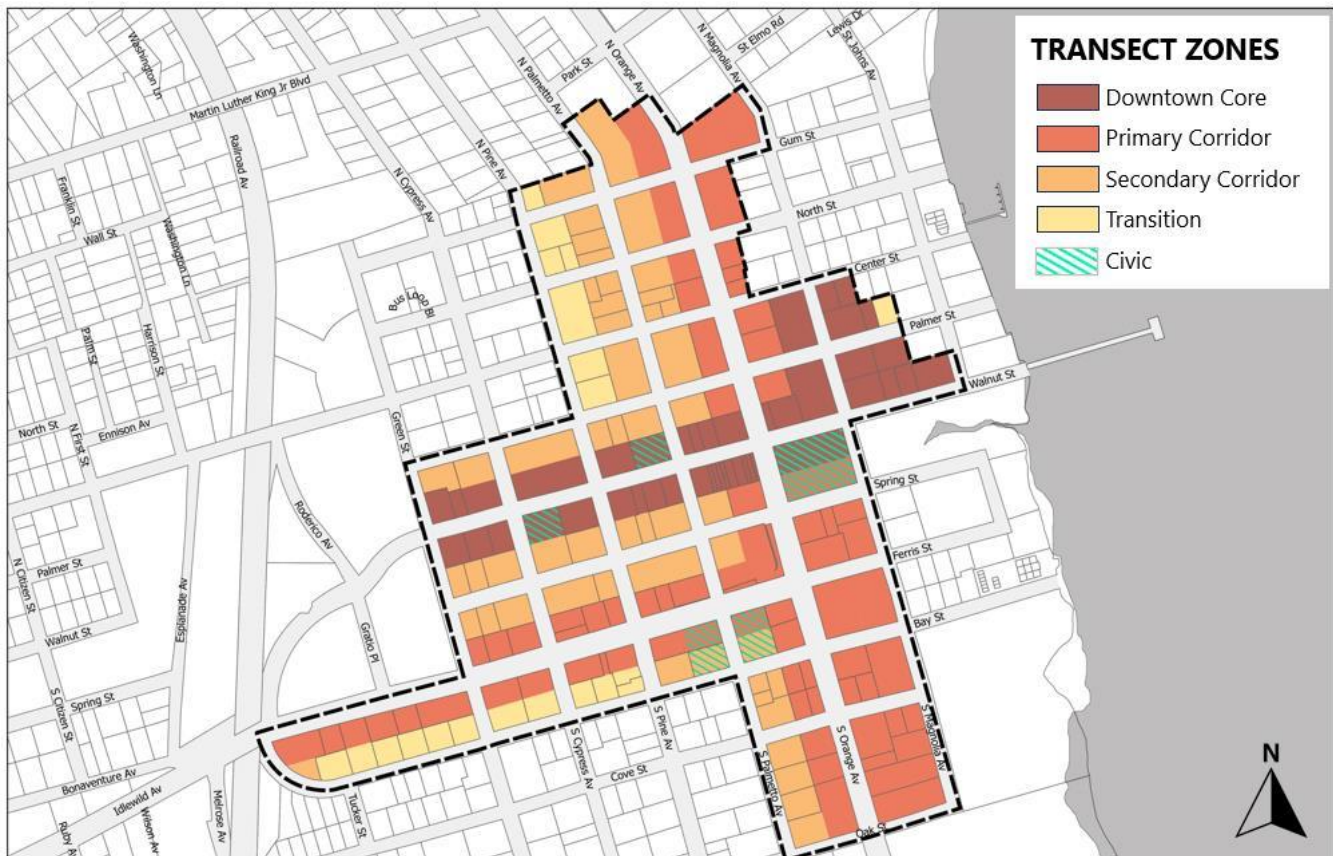 TRANSECT ZONES
Downtown Core
Primary Corridor
Secondary Corridor
Transition
Civic
Washington Ln
Martin Luther King Jr Blvd
Railroad Av
N Palmetto Av
Park St
N Orange Av
N Magnolia Av
St Elmo Rd
Lewis Dr
St Johns Av
Gum St
N Pine Av
N Cypress Av
Franklin St
Wall St
Washington Ln
North St
Center St
Bus Loop Bl
Palm St
Harrison St
Palmer St
Walnut St
North St
N First St
Ennison Av
Green St
Spring St
Roderico Av
Ferris St
N Citizen St
Palmer St
Esplanade Av
Walnut St
Gratio Pl
Bay St
S Citizen St
Spring St
S Pine Av
S Cypress Av
Cove St
S Palmetto Av
S Orange Av
S Magnolia Av
Bonaventure Av
Idlewild Av
Melrose Av
Tucker St
Ruby Av
Wilson Av
Oak St
N